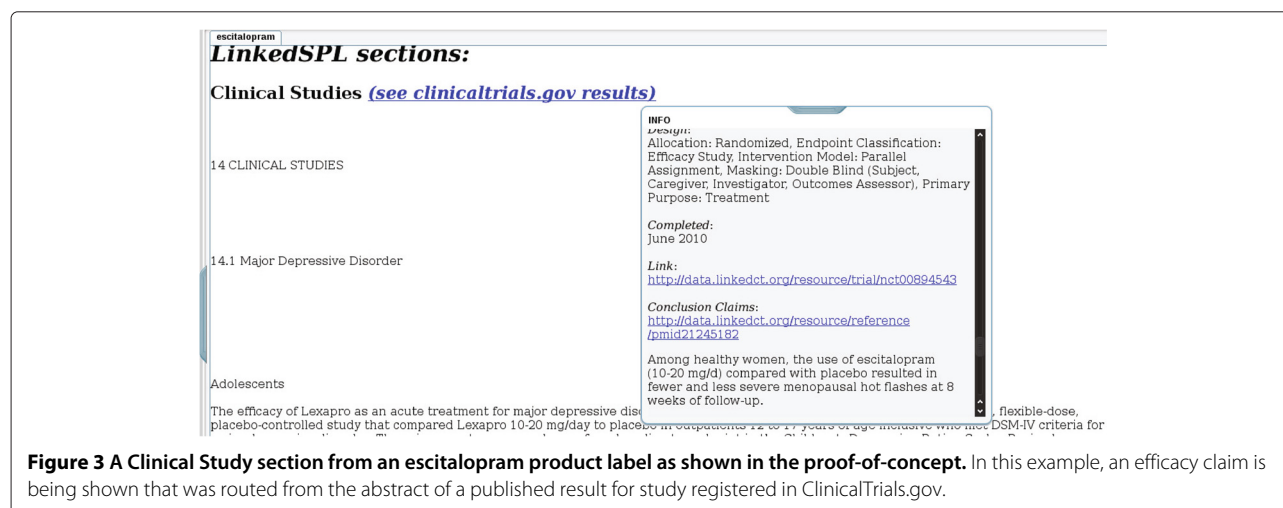 escitalopram
LinkedSPL sections:
Clinical Studies (see clinicaltrials.gov results)
14 CLINICAL STUDIES
14.1 Major Depressive Disorder
Adolescents
The efficacy of Lexapro as an acute treatment for major depressive dis
, flexible-dose,
placebo-controlled study that compared Lexapro 10-20 mg/day to placebo in outpatients 12 to 17 years of age inclusive who met DSM-IV criteria for
INFO
Design:
Allocation: Randomized, Endpoint Classification:
Efficacy Study, Intervention Model: Parallel
Assignment, Masking: Double Blind (Subject,
Caregiver, Investigator, Outcomes Assessor), Primary
Purpose: Treatment
Completed:
June 2010
Link:
http://data.linkedct.org/resource/trial/nct00894543
Conclusion Claims:
http://data.linkedct.org/resource/reference
/pmid21245182
Among healthy women, the use of escitalopram
(10-20 mg/d) compared with placebo resulted in
fewer and less severe menopausal hot flashes at 8
weeks of follow-up.
Figure 3 A Clinical Study section from an escitalopram product label as shown in the proof-of-concept. In this example, an efficacy claim is
being shown that was routed from the abstract of a published result for study registered in ClinicalTrials.gov.